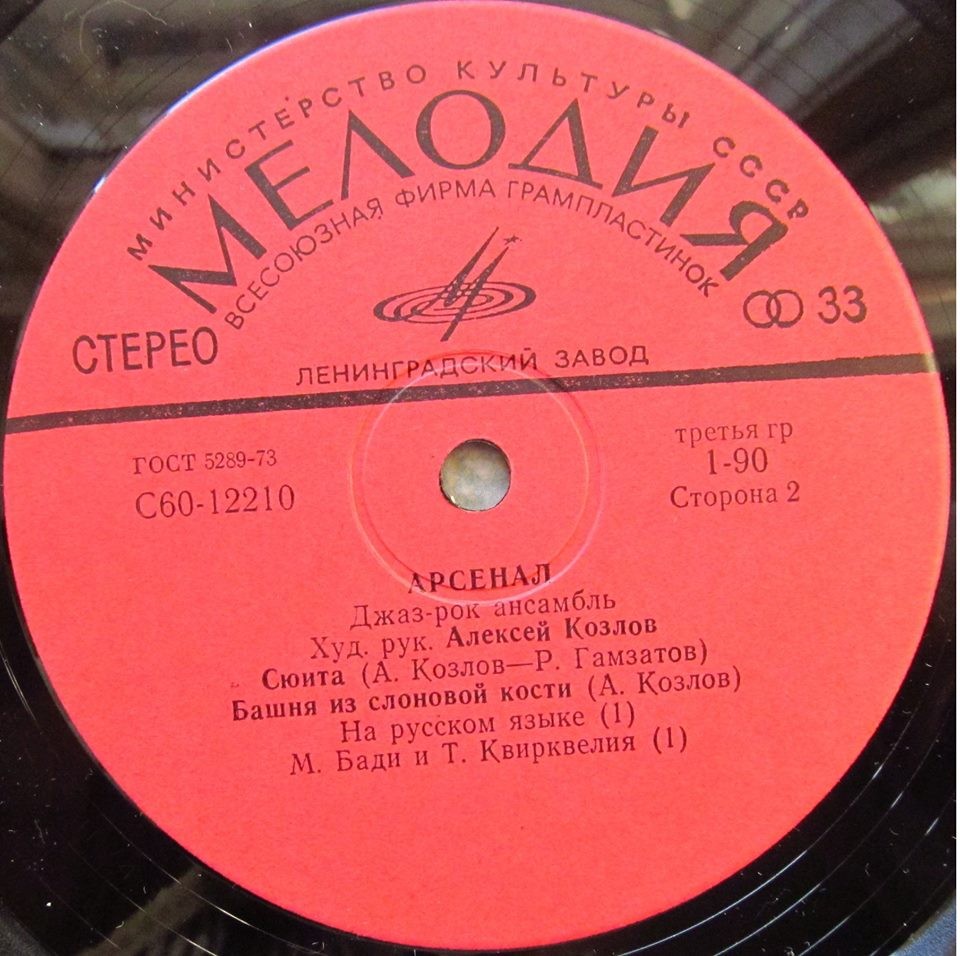 МИНИСТЕРСТВО КУЛЬТУРЫ СССР
МЕЛОДИЯ
ВСЕСОЮЗНАЯ ФИРМА ГРАМПЛАСТИНОК
СТЕРЕО
33
ЛЕНИНГРАДСКИЙ ЗАВОД
ГОСТ 5289-73
С60-12210
третья гр
1-90
Сторона 2
АРСЕНАЛ
Джаз-рок ансамбль
Худ. рук. Алексей Козлов
Сюита (А. Козлов—Р. Гамзатов)
Башня из слоновой кости (А. Козлов)
На русском языке (1)
М. Бади и Т. Квирквелия (1)